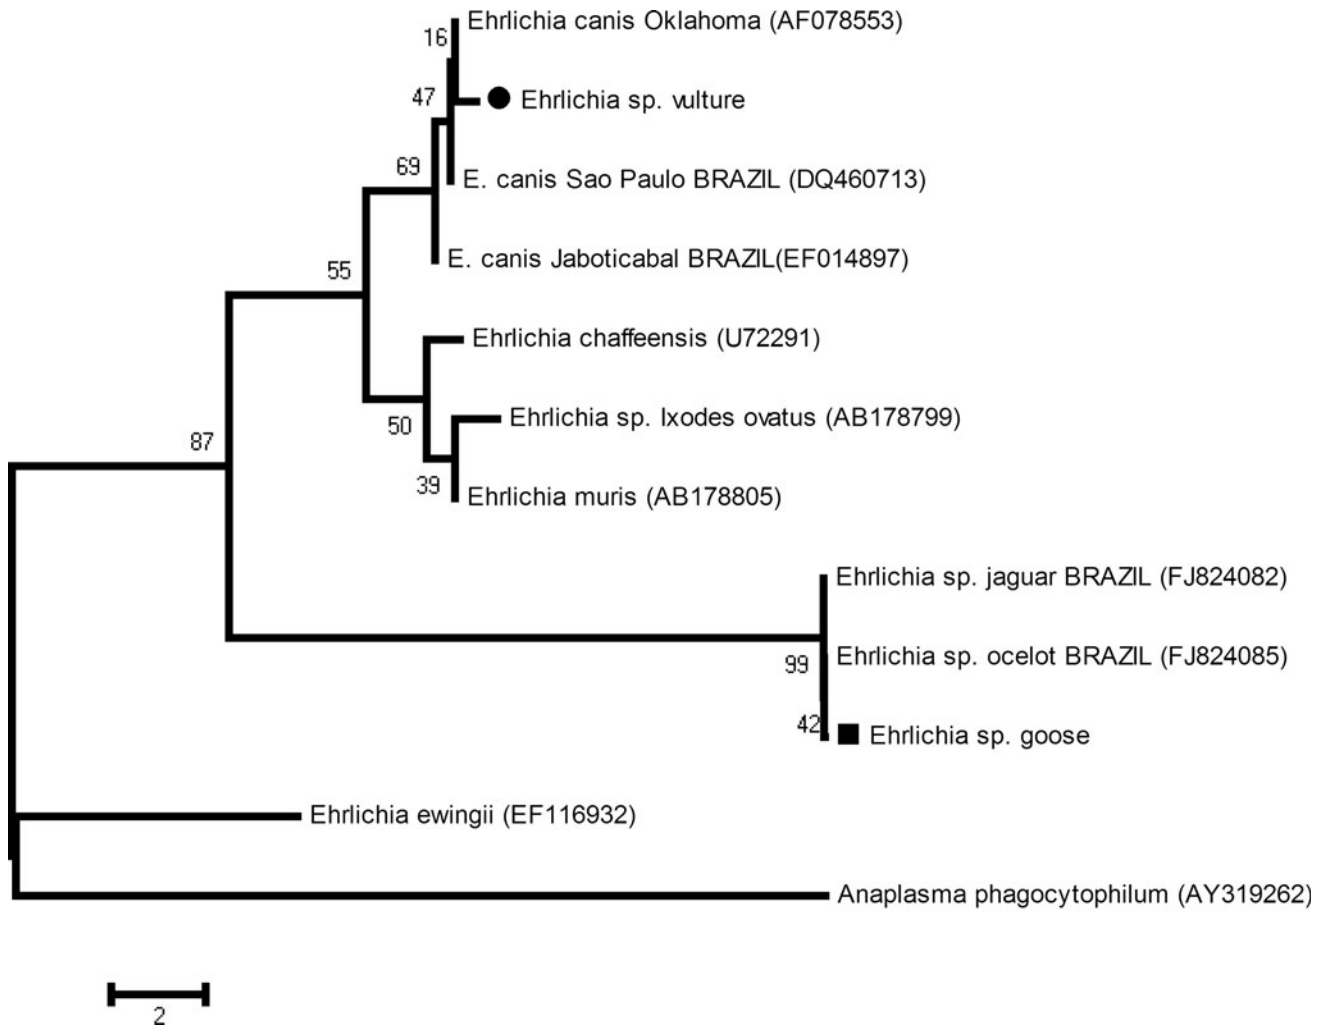 Ehrlichia canis Oklahoma (AF078553)
16
47
Ehrlichia sp. vulture
69
E. canis Sao Paulo BRAZIL (DQ460713)
E. canis Jaboticabal BRAZIL(EF014897)
55
Ehrlichia chaffeensis (U72291)
50
Ehrlichia sp. Ixodes ovatus (AB178799)
87
39
Ehrlichia muris (AB178805)
Ehrlichia sp. jaguar BRAZIL (FJ824082)
99
Ehrlichia sp. ocelot BRAZIL (FJ824085)
42
Ehrlichia sp. goose
Ehrlichia ewingii (EF116932)
Anaplasma phagocytophilum (AY319262)
2